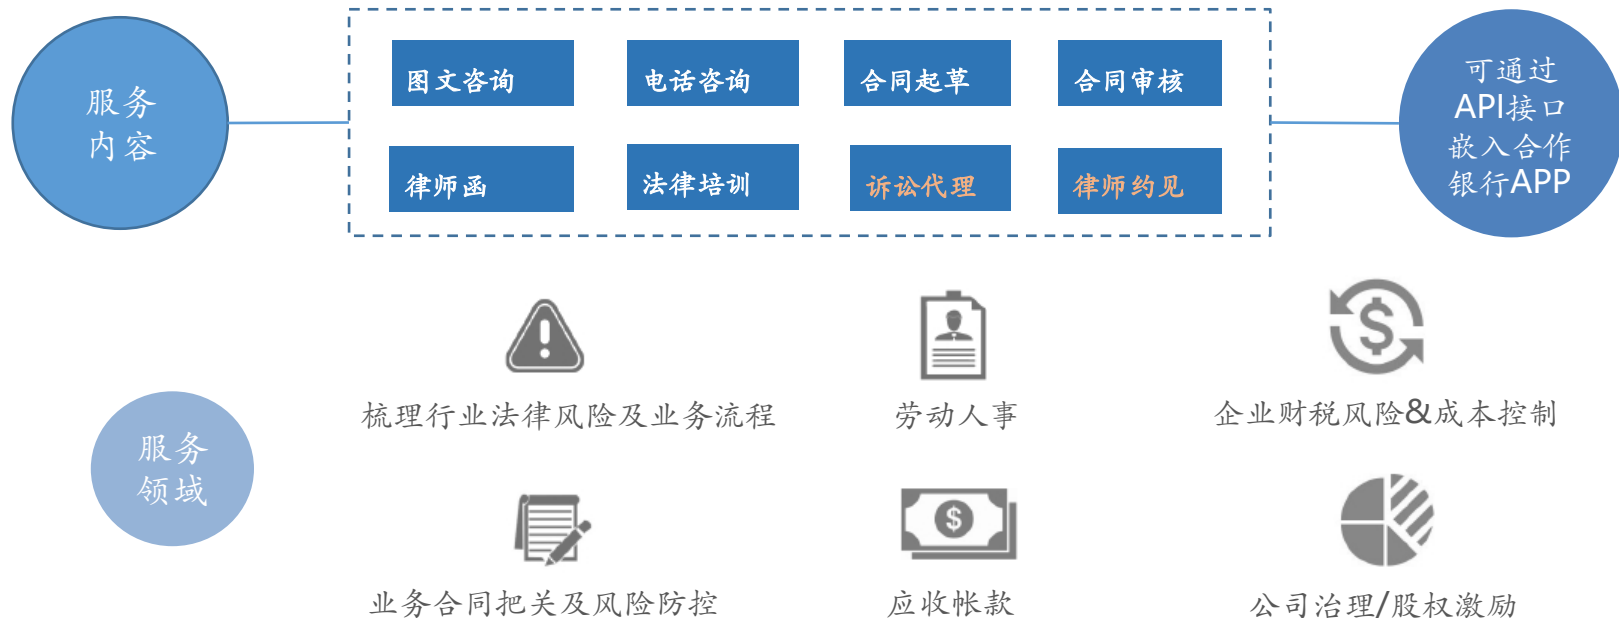 服务
内容
图文咨询
电话咨询
合同起草
合同审核
律师函
法律培训
诉讼代理
律师约见
可通过
API接口
嵌入合作
银行APP
服务
领域
梳理行业法律风险及业务流程
劳动人事
企业财税风险&成本控制
业务合同把关及风险防控
应收帐款
公司治理/股权激励